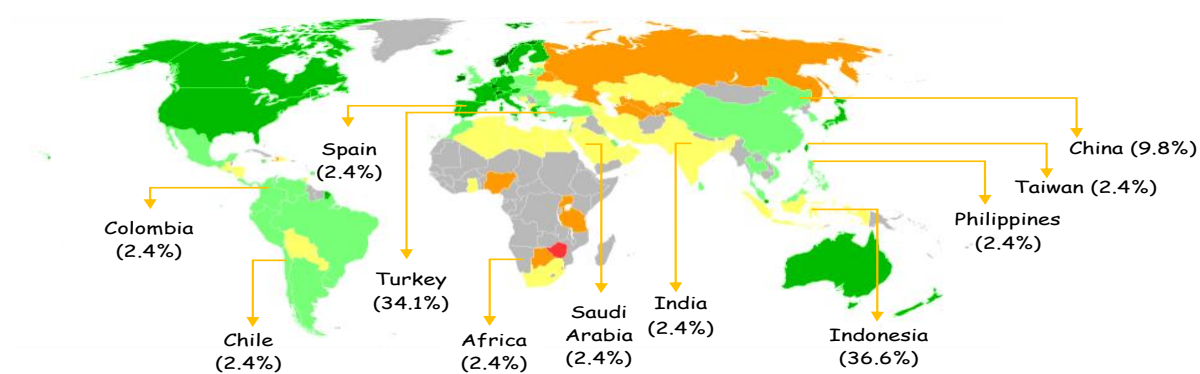 Spain
(2.4%)
China (9.8%)
Taiwan (2.4%)
Colombia
(2.4%)
Philippines
(2.4%)
Turkey
(34.1%)
Saudi
Arabia
(2.4%)
India
(2.4%)
Chile
(2.4%)
Africa
(2.4%)
Indonesia
(36.6%)